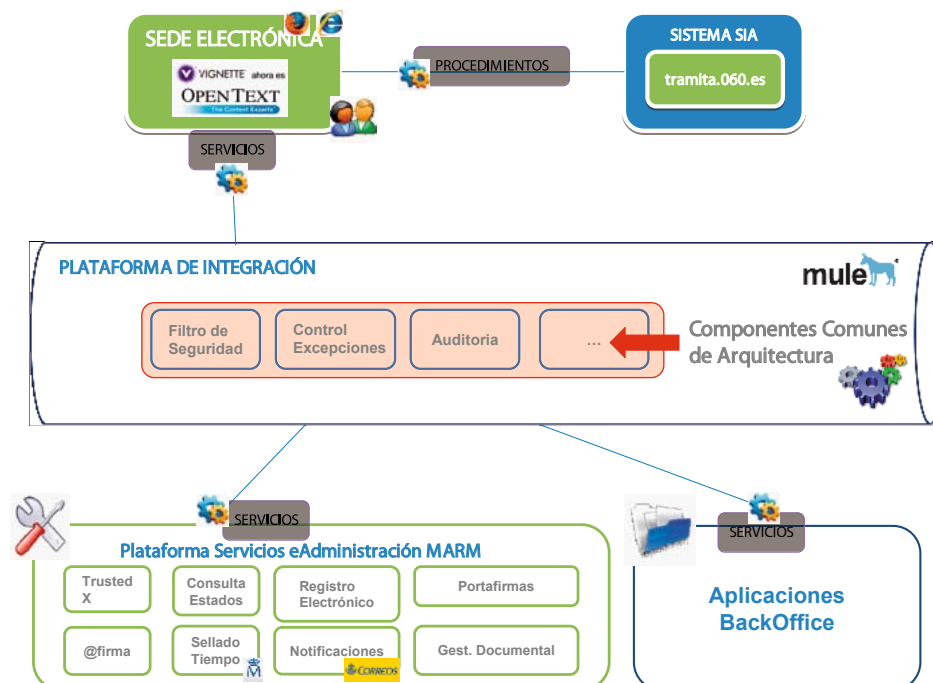 SEDE ELECTRÓNICA
VIGNETTE ahora es
OPENTEXT
The Content Experts
PROCEDIMIENTOS
SISTEMA SIA
tramita.060.es
SERVICIOS
PLATAFORMA DE INTEGRACIÓN
mule
Filtro de
Seguridad
Control
Excepciones
Auditoria
...
Componentes Comunes
de Arquitectura
SERVICIOS
Plataforma Servicios eAdministración MARM
Trusted
X
Consulta
Estados
Registro
Electrónico
Portafirmas
@firma
Sellado
Tiempo
M
Notificaciones
CORREOS
Gest. Documental
SERVICIOS
Aplicaciones
BackOffice